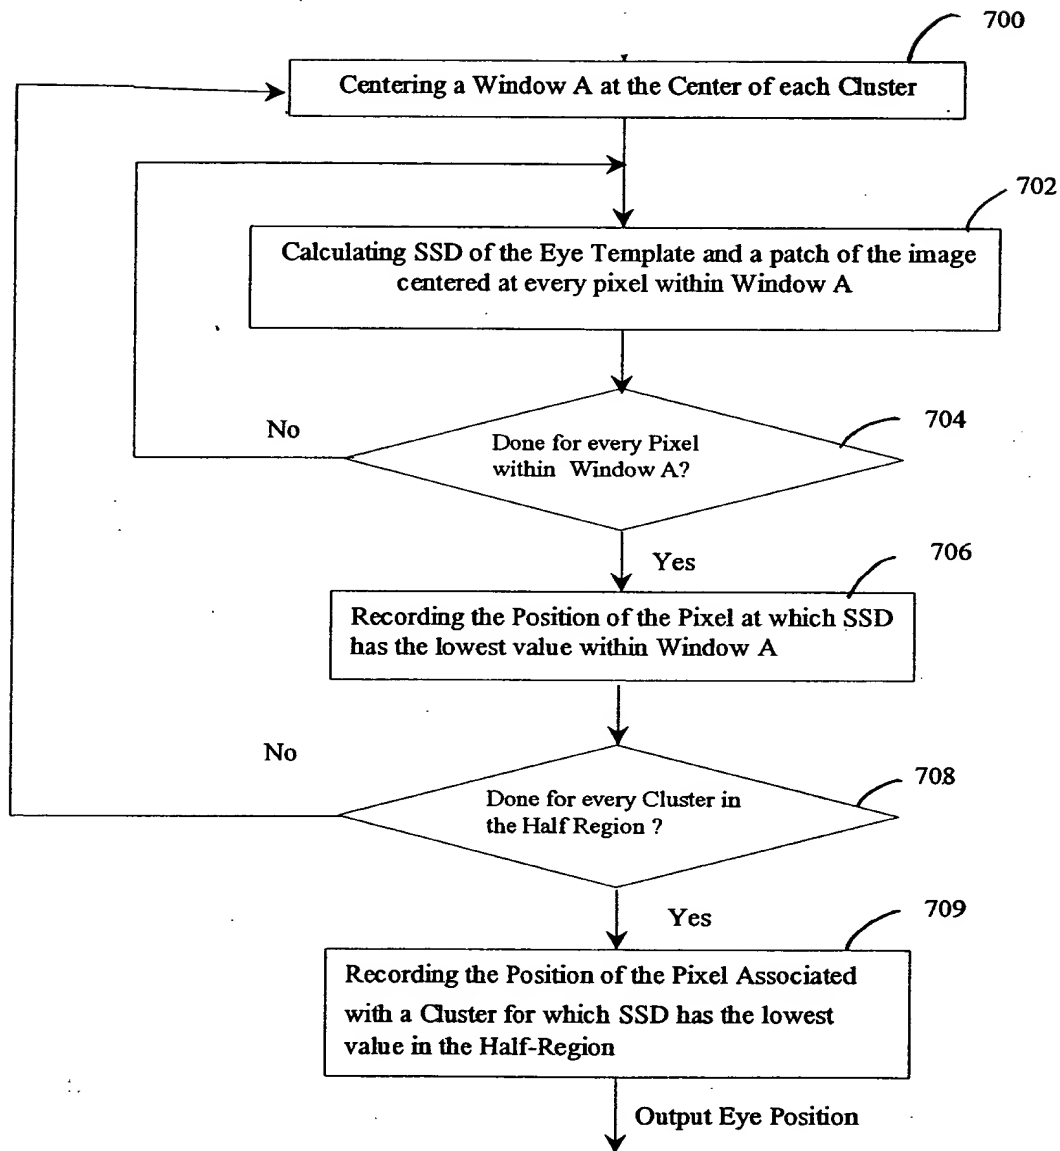 700
Centering a Window A at the Center of each Cluster
702
Calculating SSD of the Eye Template and a patch of the image
centered at every pixel within Window A
704
No
Done for every Pixel
within Window A?
Yes
706
Recording the Position of the Pixel at which SSD
has the lowest value within Window A
No
708
Done for every Cluster in
the Half Region ?
Yes
709
Recording the Position of the Pixel Associated
with a Cluster for which SSD has the lowest
value in the Half-Region
Output Eye Position